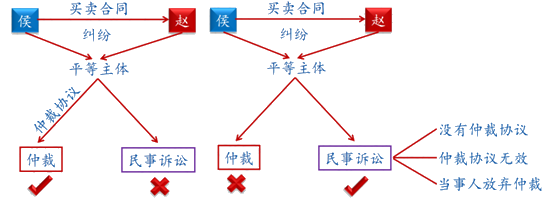 侯
买卖合同
赵
纠纷
平等主体
仲裁协议
仲裁
民事诉讼
侯
买卖合同
赵
纠纷
平等主体
仲裁
民事诉讼
没有仲裁协议
仲裁协议无效
当事人放弃仲裁